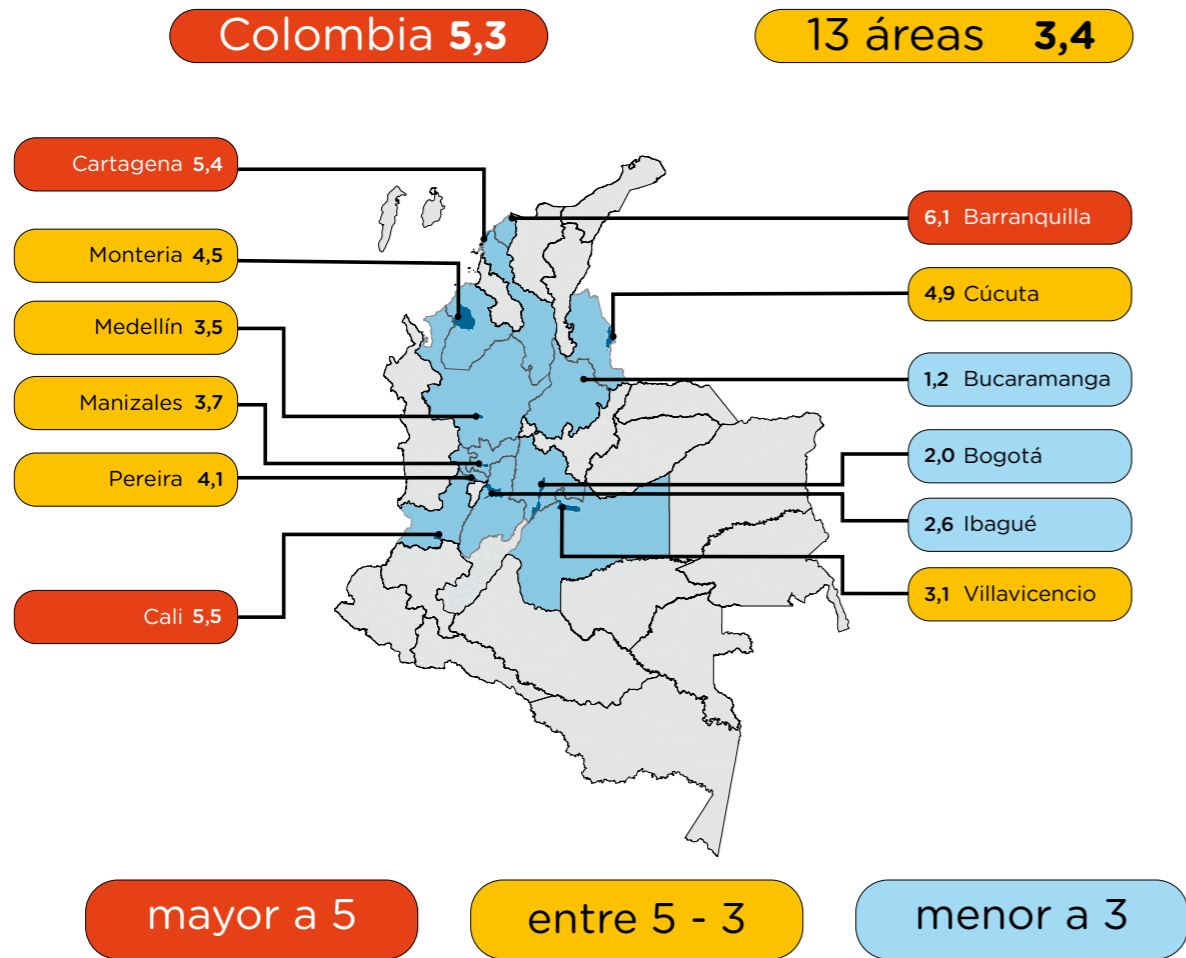 Colombia 5,3
13 áreas 3,4
Cartagena 5,4
Monteria 4,5
Medellín 3,5
Manizales 3,7
Pereira 4,1
Cali 5,5
6,1 Barranquilla
4,9 Cúcuta
1,2 Bucaramanga
2,0 Bogotá
2,6 Ibagué
3,1 Villavicencio
mayor a 5
entre 5 - 3
menor a 3